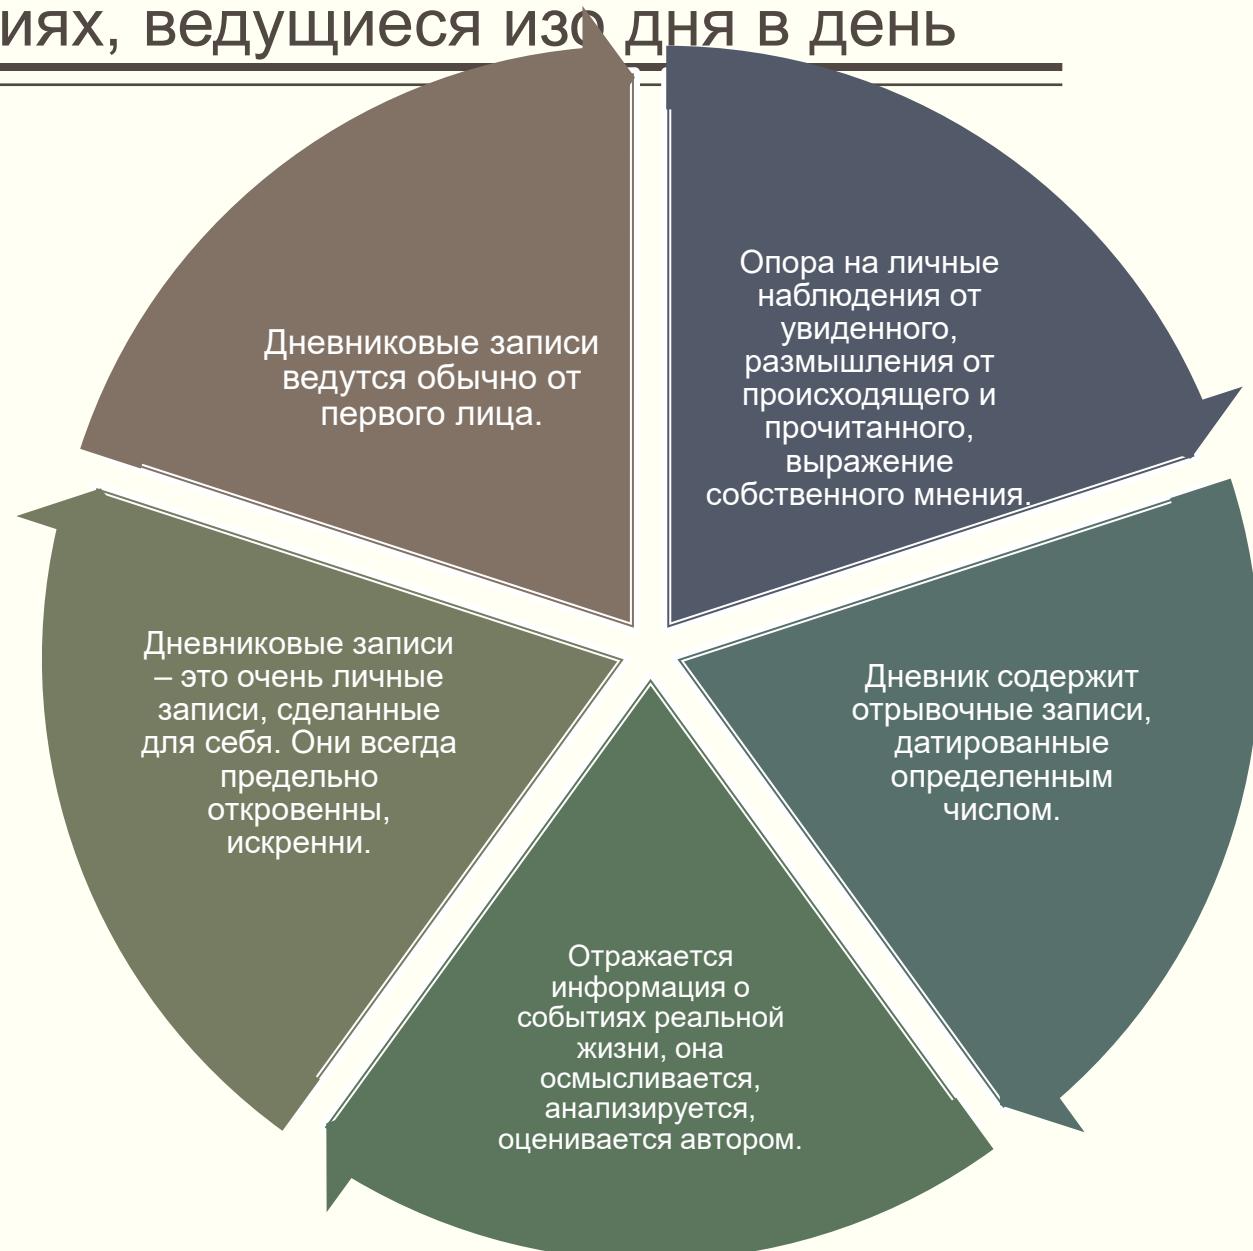 иях, ведущиеся изо дня в день
Опора на личные
наблюдения от
увиденного,
размышления от
происходящего и
прочитанного,
выражение
собственного мнения.
Дневник содержит
отрывочные записи,
датированные
определенным
числом.
Отражается
информация о
событиях реальной
жизни, она
осмысливается,
анализируется,
оценивается автором.
Дневниковые записи
– это очень личные
записи, сделанные
для себя. Они всегда
предельно
откровенны,
искренни.
Дневниковые записи
ведутся обычно от
первого лица.